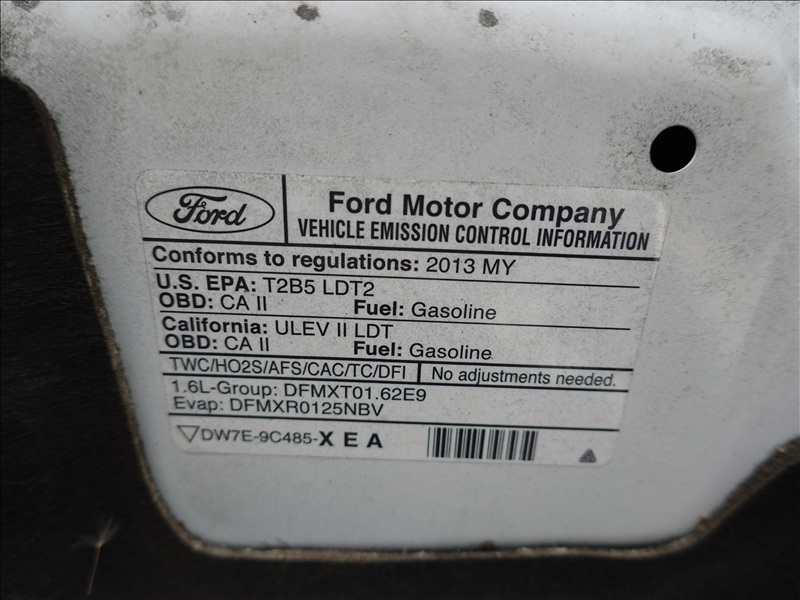 Ford
Ford Motor Company
VEHICLE EMISSION CONTROL INFORMATION
Conforms to regulations: 2013 MY
U.S. EPA: T2B5 LDT2
OBD: CA II Fuel: Gasoline
California: ULEV II LDT
OBD: CA II Fuel: Gasoline
TWC/HO2S/AFS/CAC/TC/DFI No adjustments needed.
1.6L-Group: DFMXT01.62E9
Evap: DFMXR0125NBV
DW7E-9C485-X E A